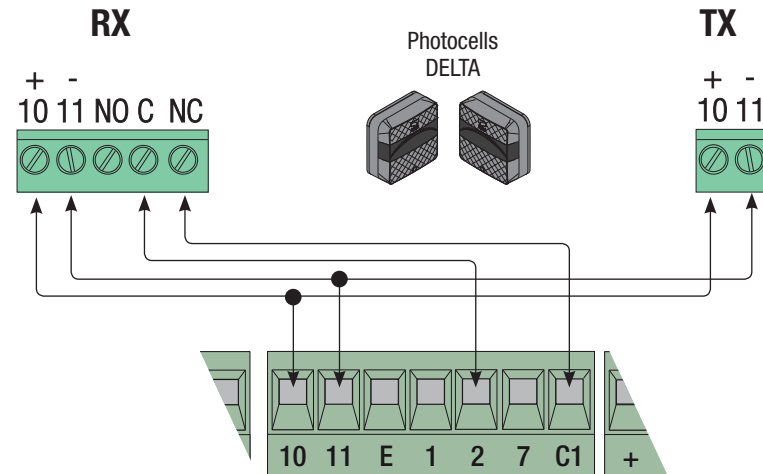 RX
Photocells
DELTA
TX
+ -
10 11 NO C NC
+ -
10 11
10 11 E 1 2 7 C1 +